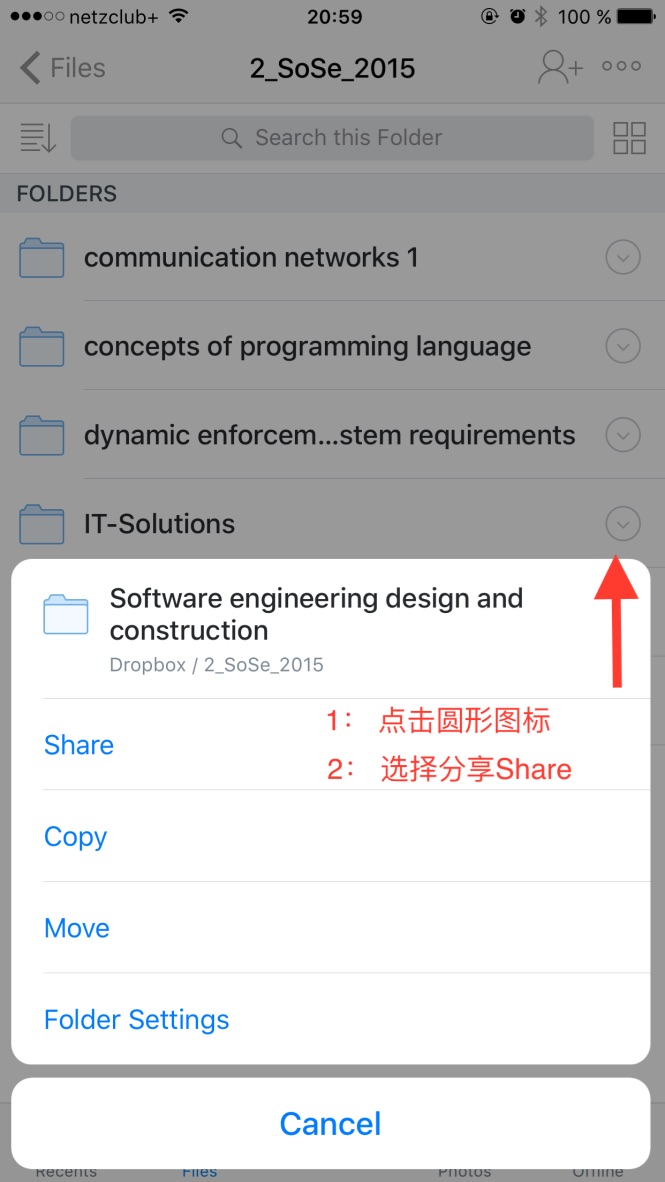 netzclub+ 20:59 100 %
Files 2_SoSe_2015
Search this Folder
FOLDERS
communication networks 1
concepts of programming language
dynamic enforcem...stem requirements
IT-Solutions
Software engineering design and
construction
Dropbox / 2_SoSe_2015
1： 点击圆形图标
Share
2： 选择分享Share
Copy
Move
Folder Settings
Cancel
Recents Files Photos Offline